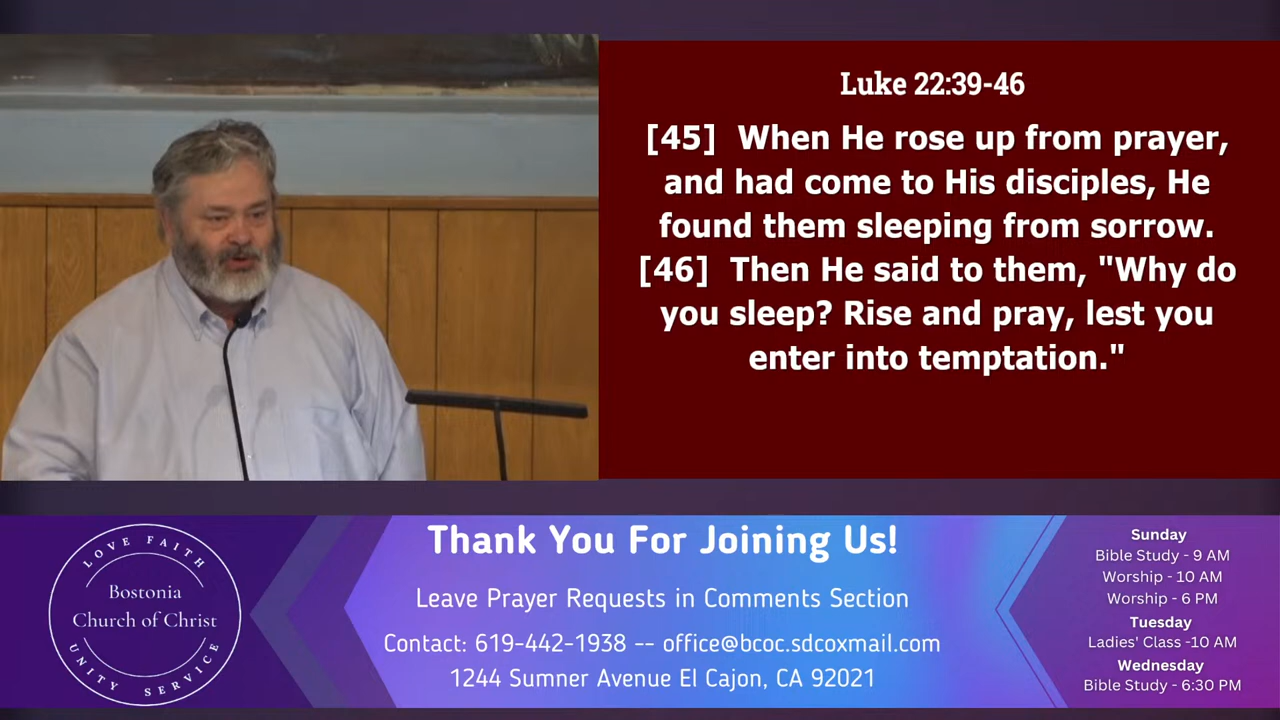 Luke 22:39-46
[45]  When He rose up from prayer,
and had come to His disciples, He
found them sleeping from sorrow.
[46]  Then He said to them, "Why do
you sleep? Rise and pray, lest you
enter into temptation."
LOVE FAITH
Bostonia
Church of Christ
UNITY SERVICE
Thank You For Joining Us!
Leave Prayer Requests in Comments Section
Contact: 619-442-1938 -- office@bcoc.sdcoxmail.com
1244 Sumner Avenue El Cajon, CA 92021
Sunday
Bible Study - 9 AM
Worship - 10 AM
Worship - 6 PM
Tuesday
Ladies' Class -10 AM
Wednesday
Bible Study - 6:30 PM